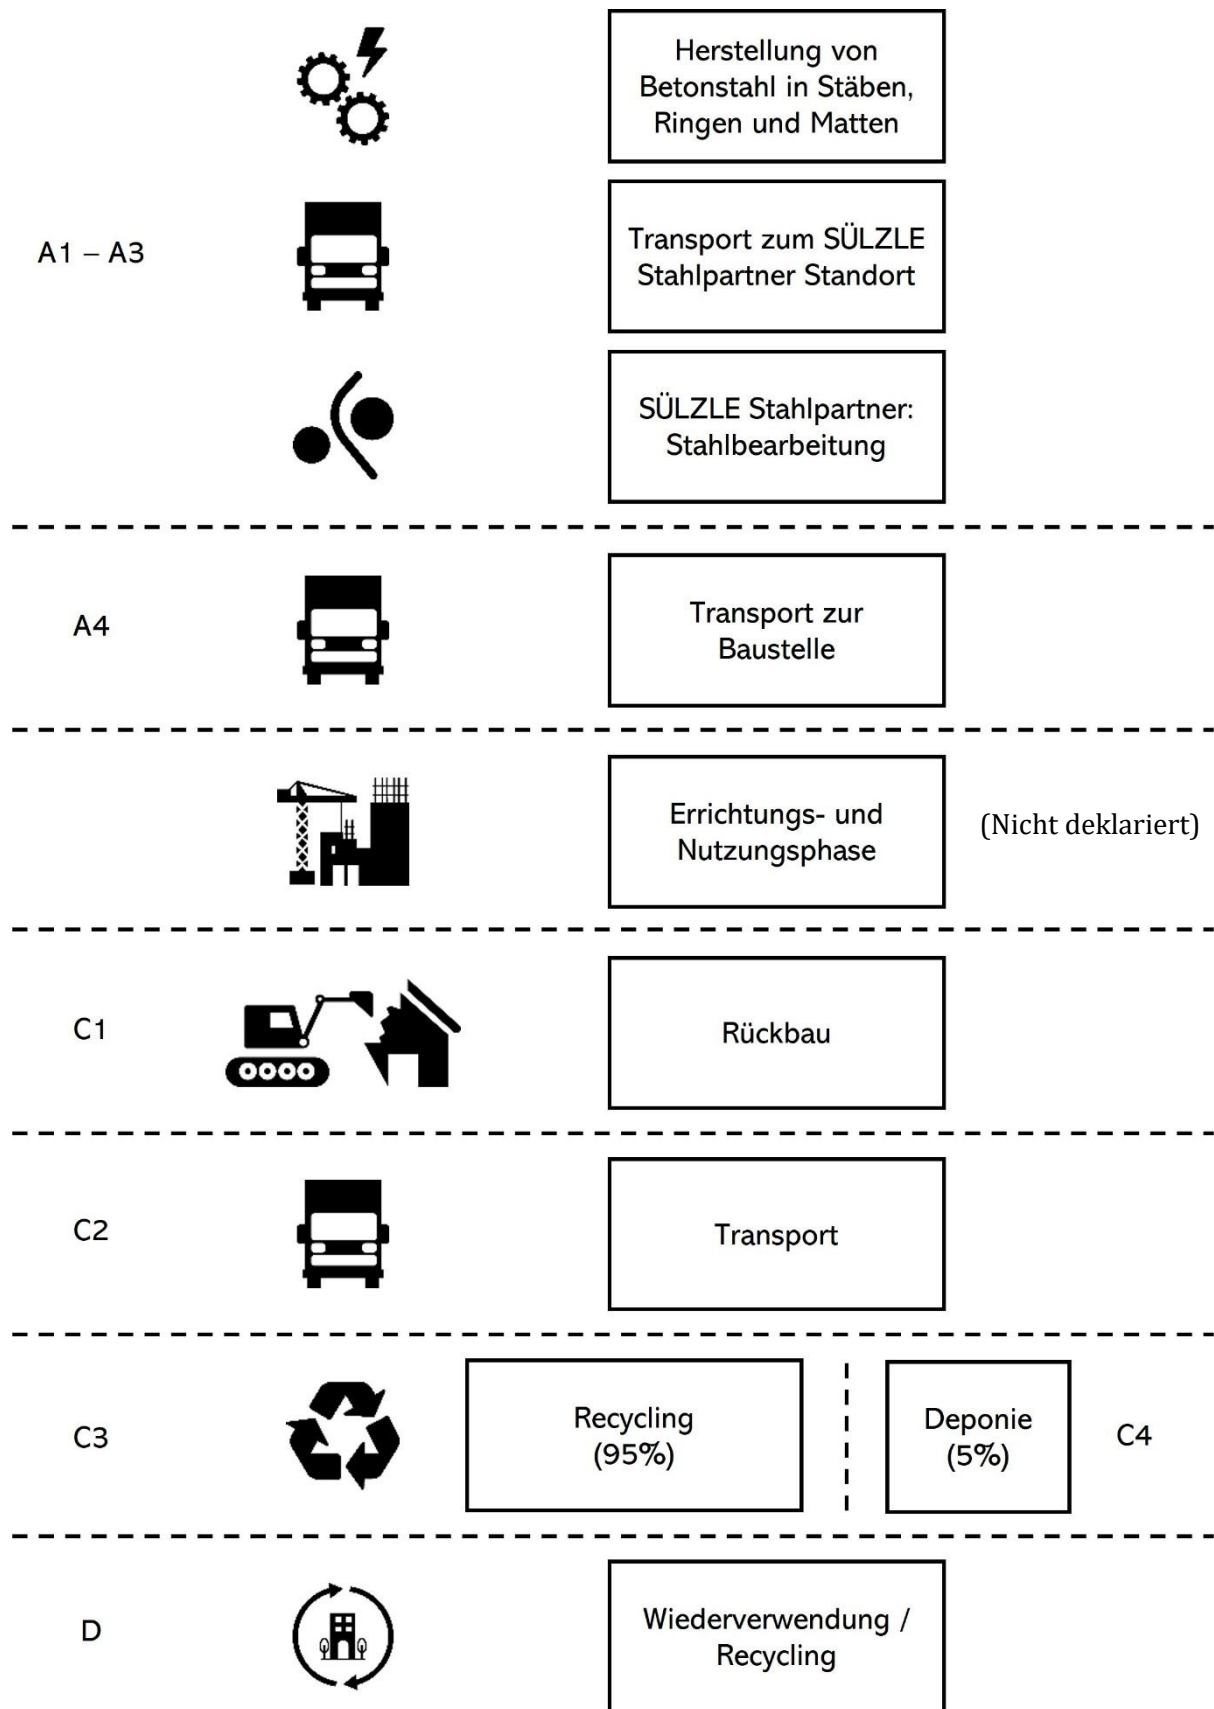 Herstellung von
Betonstahl in Stäben,
Ringen und Matten
A1 – A3
Transport zum SÜLZLE
Stahlpartner Standort
SÜLZLE Stahlpartner:
Stahlbearbeitung
A4
Transport zur
Baustelle
Errichtungs- und
Nutzungsphase
(Nicht deklariert)
C1
Rückbau
C2
Transport
C3
Recycling
(95%)
Deponie
(5%)
C4
D
Wiederverwendung /
Recycling